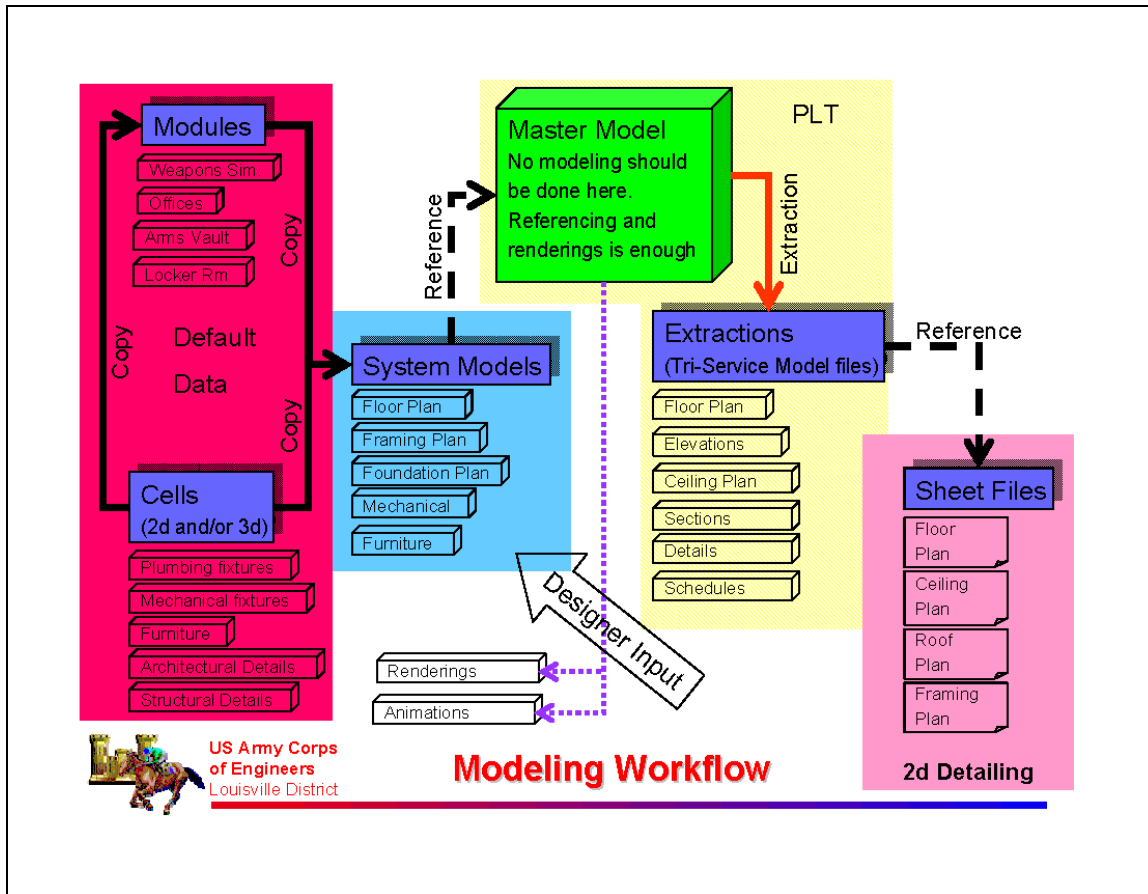 Modules
Weapons Sim.
Offices
Arms Vault
Locker Rm
Copy
Copy
Default
Data
Copy
Cells
(2d and/or 3d)
Plumbing fixtures
Mechanical fixtures
Furniture
Architectural Details
Structural Details
System Models
Floor Plan
Framing Plan
Foundation Plan
Mechanical
Furniture
Reference
Master Model
No modeling should
be done here.
Referencing and
renderings is enough
PLT
Extraction
Extractions
(Tri-Service Model files)
Floor Plan
Elevations
Ceiling Plan
Sections
Details
Schedules
Reference
Sheet Files
Floor
Plan
Ceiling
Plan
Roof
Plan
Framing
Plan
2d Detailing
Designer Input
Renderings
Animations
US Army Corps
of Engineers
Louisville District
Modeling Workflow